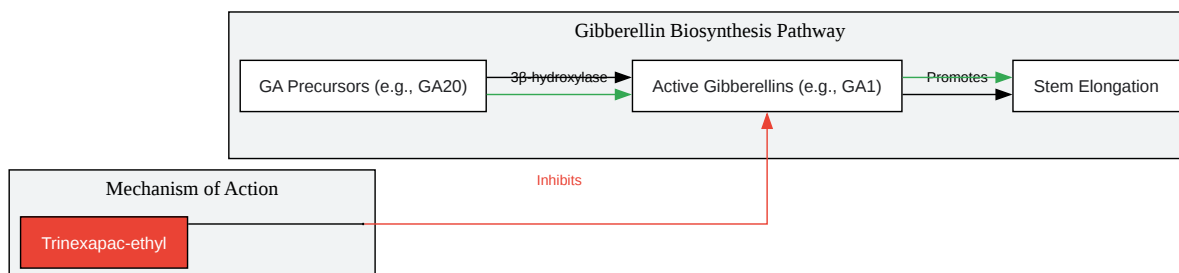 Gibberellin Biosynthesis Pathway
GA Precursors (e.g., GA20)
3β-hydroxylase
Active Gibberellins (e.g., GA1)
Promotes
Stem Elongation
Inhibits
Mechanism of Action
Trinexapac-ethyl